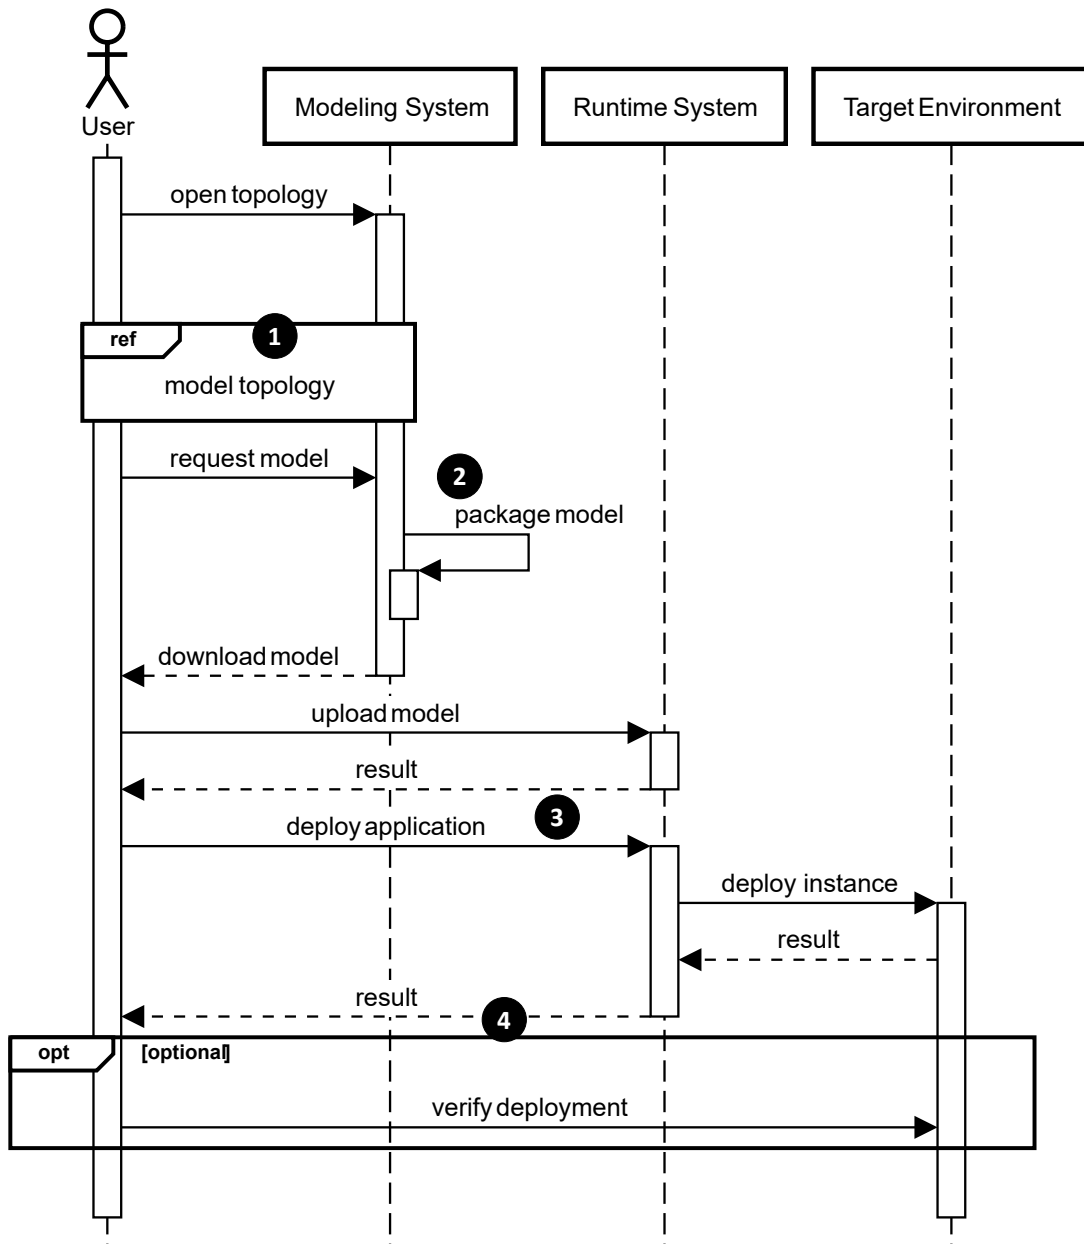 User
Modeling System
Runtime System
Target Environment
open topology
ref
1
model topology
request model
2
package model
download model
upload model
result
3
deploy application
deploy instance
result
result
4
opt
[optional]
verify deployment